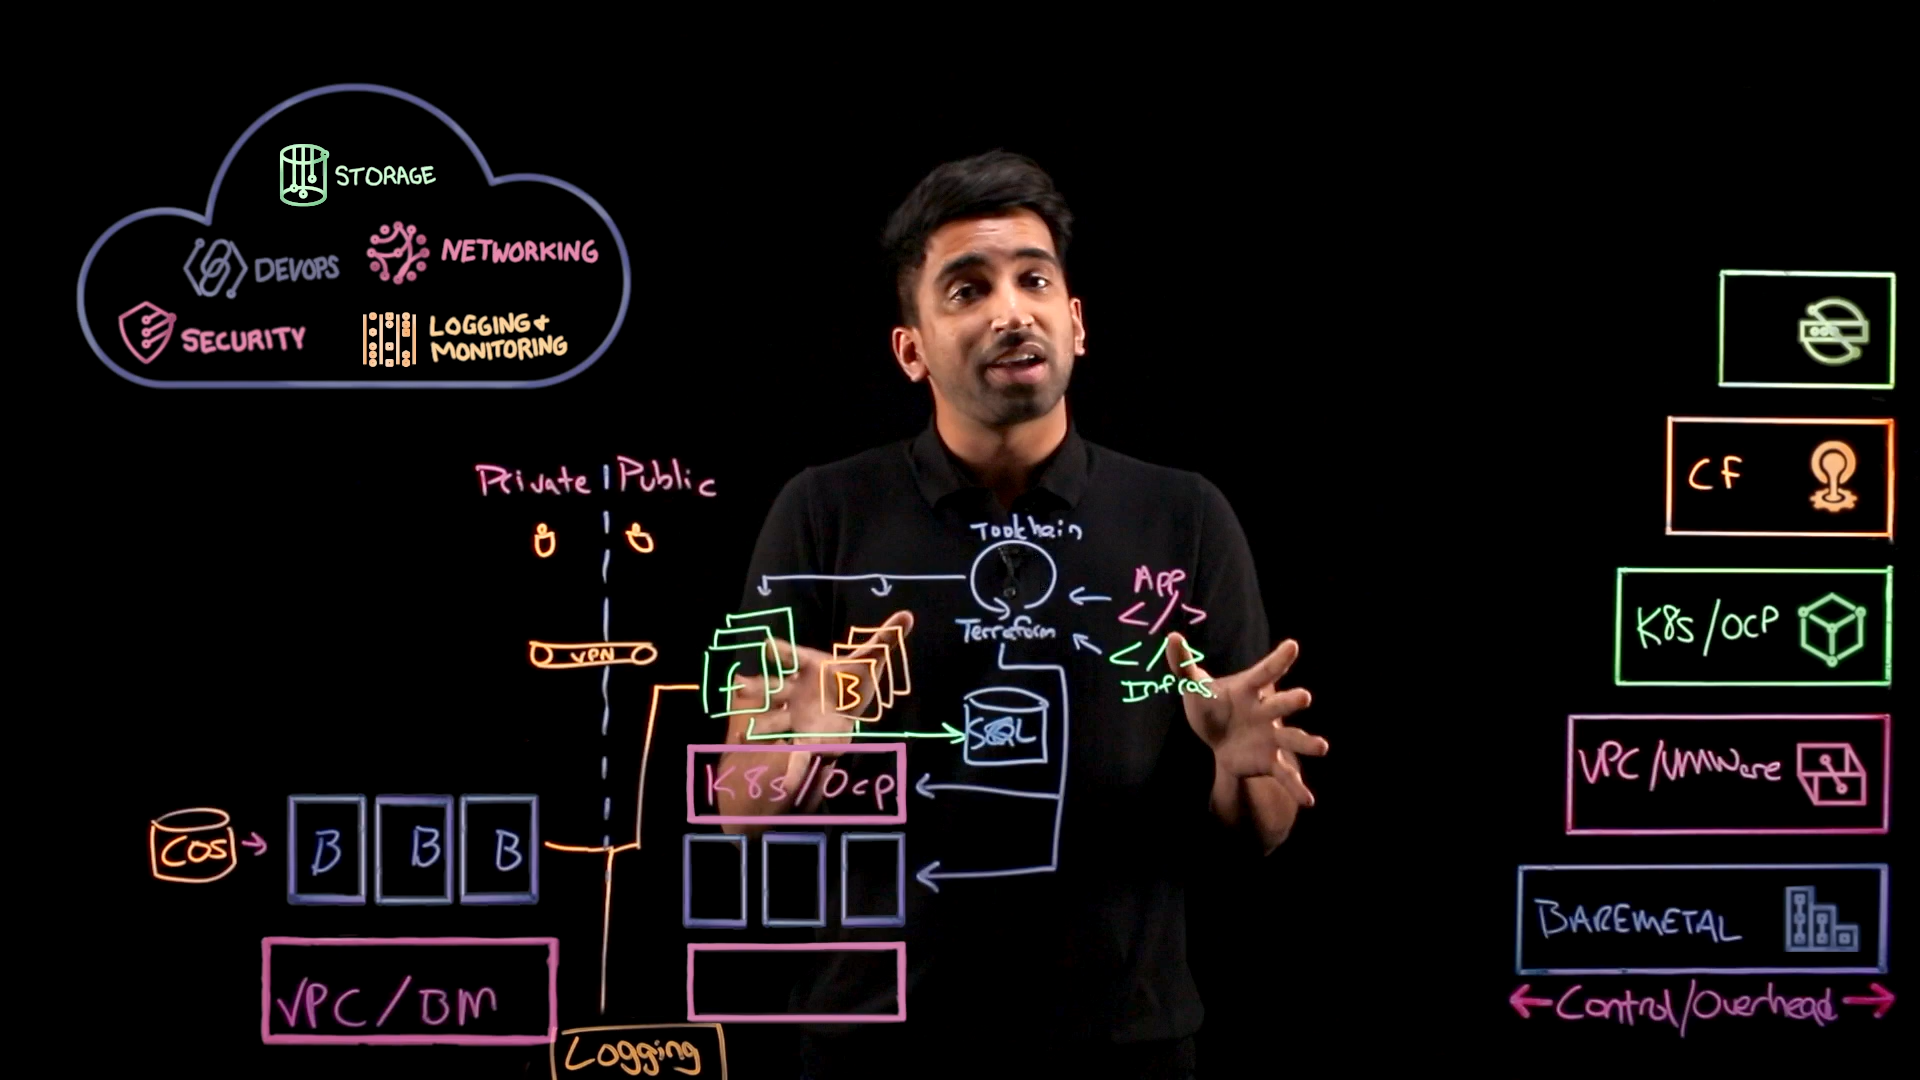 STORAGE
DEVOPS
NETWORKING
SECURITY
LOGGING+
MONITORING
Private | Public
VPN
COS
B B B
VPC/BM
Logging
Toolchain
Terraform
App
</>
</>
Infras.
f
B
SQL
K8s/OCP
CF
K8s/OCP
VPC/VMWare
BAREMETAL
Control/Overhead